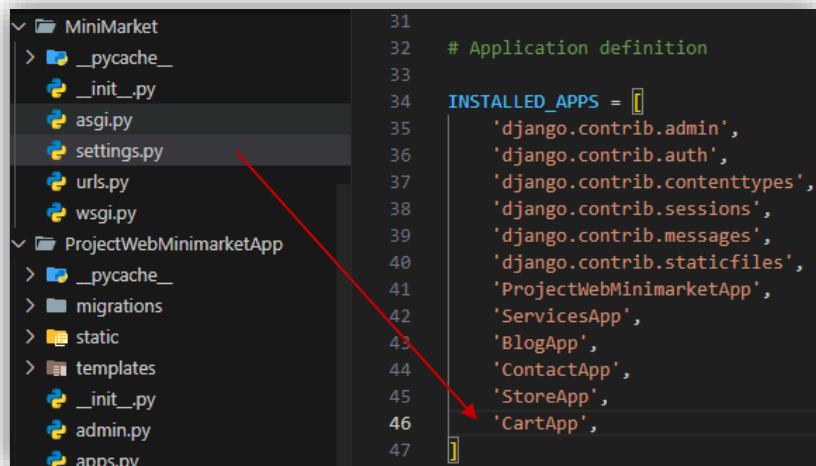 MiniMarket
__pycache__
__init__.py
asgi.py
settings.py
urls.py
wsgi.py
ProjectWebMinimarketApp
__pycache__
migrations
static
templates
__init__.py
admin.py
apps.py
31
32 # Application definition
33
34 INSTALLED_APPS = [
35 'django.contrib.admin',
36 'django.contrib.auth',
37 'django.contrib.contenttypes',
38 'django.contrib.sessions',
39 'django.contrib.messages',
40 'django.contrib.staticfiles',
41 'ProjectWebMinimarketApp',
42 'ServicesApp',
43 'BlogApp',
44 'ContactApp',
45 'StoreApp',
46 'CartApp',
47 ]